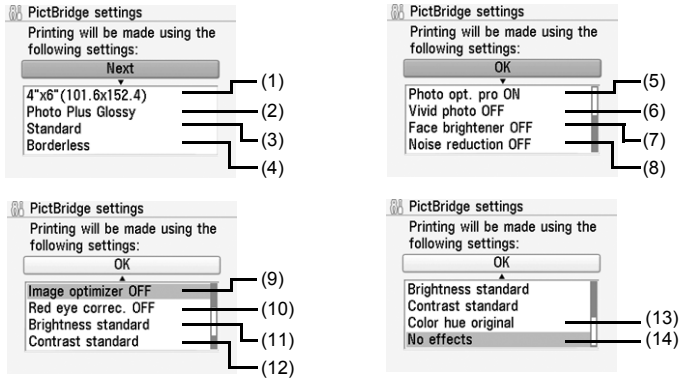 PictBridge settings
Printing will be made using the
following settings:
Next
4"x6"(101.6x152.4)
(1)
Photo Plus Glossy
(2)
Standard
(3)
Borderless
(4)
PictBridge settings
Printing will be made using the
following settings:
OK
Photo opt. pro ON
(5)
Vivid photo OFF
(6)
Face brightener OFF
(7)
Noise reduction OFF
(8)
PictBridge settings
Printing will be made using the
following settings:
OK
Image optimizer OFF
(9)
Red eye correc. OFF
(10)
Brightness standard
(11)
Contrast standard
(12)
PictBridge settings
Printing will be made using the
following settings:
OK
Brightness standard
Contrast standard
Color hue original
(13)
No effects
(14)